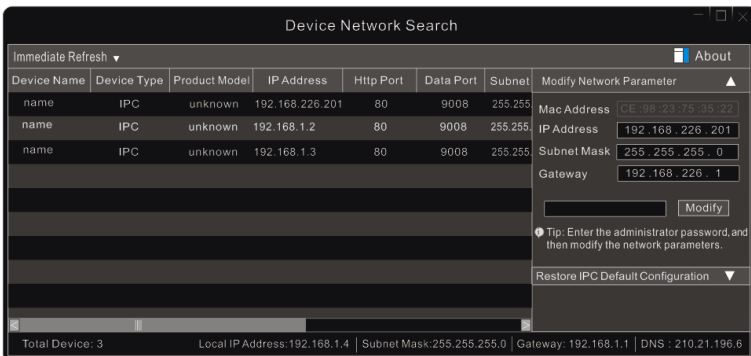 Device Network Search
Immediate Refresh ▼ About
Device Name Device Type Product Model IP Address Http Port Data Port Subnet
name IPC unknown 192.168.226.201 80 9008 255.255
name IPC unknown 192.168.1.2 80 9008 255.255.
name IPC unknown 192.168.1.3 80 9008 255.255.
Modify Network Parameter ▲
Mac Address CE :98 :23 :75 :35 :22
IP Address 192 .168 . 226 . 201
Subnet Mask 255 . 255 . 255 . 0
Gateway 192 .168 . 226 . 1
Modify
Tip: Enter the administrator password,and
then modify the network parameters.
Restore IPC Default Configuration ▼
Total Device: 3 Local IP Address:192.168.1.4 Subnet Mask:255.255.255.0 Gateway: 192.168.1.1 DNS : 210.21.196.6